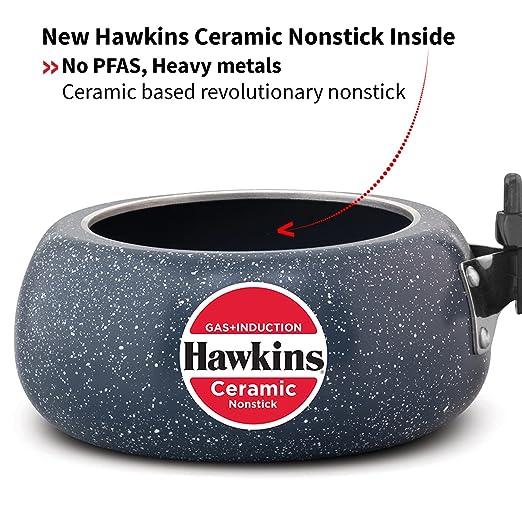 New Hawkins Ceramic Nonstick Inside
» No PFAS, Heavy metals
Ceramic based revolutionary nonstick
GAS+INDUCTION
Hawkins
Ceramic
Nonstick